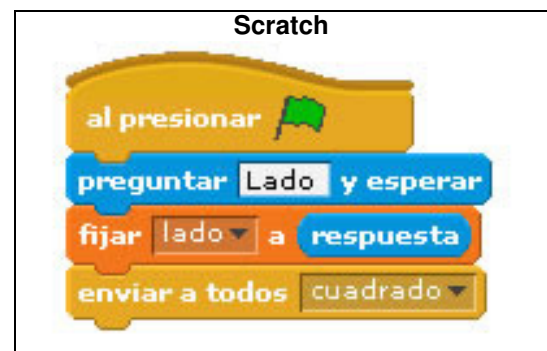 Scratch
al presionar
preguntar Lado y esperar
fijar lado a respuesta
enviar a todos cuadrado